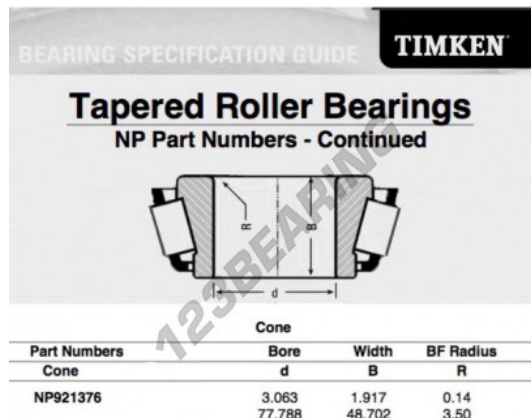 BEARING SPECIFICATION GUIDE
TIMKEN
Tapered Roller Bearings
NP Part Numbers - Continued
R
B
d
123BEARING
Cone
Part Numbers Bore Width BF Radius
Cone d B R
NP921376 3.063 1.917 0.14
77.788 48.702 3.50